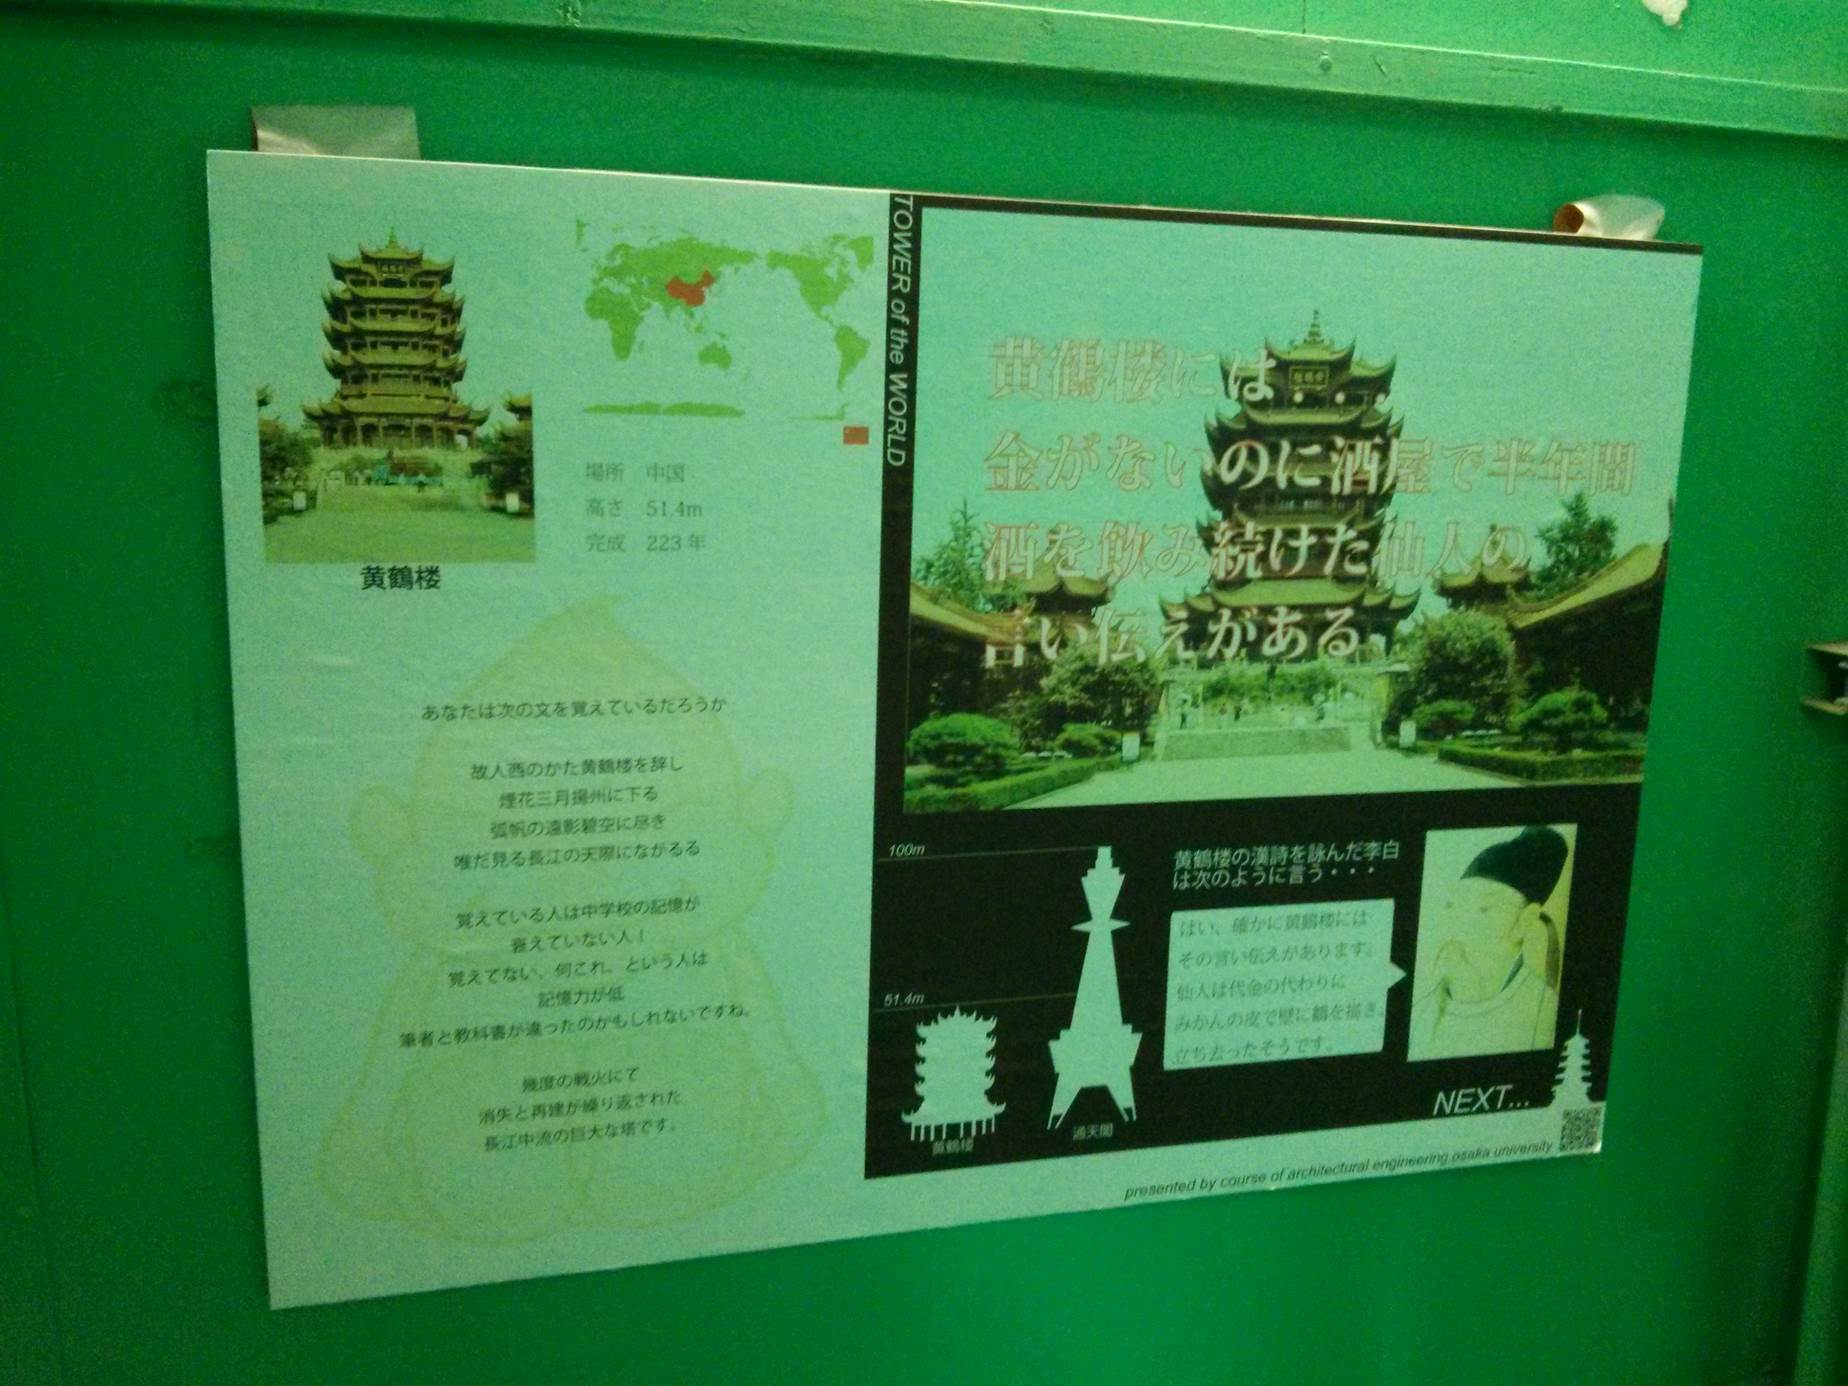 黄鶴楼
場所 中国
高さ 51.4m
完成 223年
あなたは次の文を覚えているだろうか
故人西のかた黄鶴楼を辞し
煙花三月揚州に下る
弧帆の遠影碧空に尽き
唯だ見る長江の天際にながるる
覚えている人は中学校の記憶が
衰えていない人！
覚えてない、何これ。という人は
記憶力が低
筆者と教科書が違ったのかもしれないですね。
幾度の戦火にて
消失と再建が繰り返された
長江中流の巨大な塔です。
TOWER of the WORLD
黄鶴楼には・・・
金がないのに酒屋で半年間
酒を飲み続けた仙人の
言い伝えがある
100m
51.4m
黄鶴楼
通天閣
黄鶴楼の漢詩を詠んだ李白
は次のように言う・・・
はい、確かに黄鶴楼には
その言い伝えがあります。
仙人は代金の代わりに
みかんの皮で壁に鶴を描き、
立ち去ったそうです。
NEXT...
presented by course of architectural engineering.osaka university